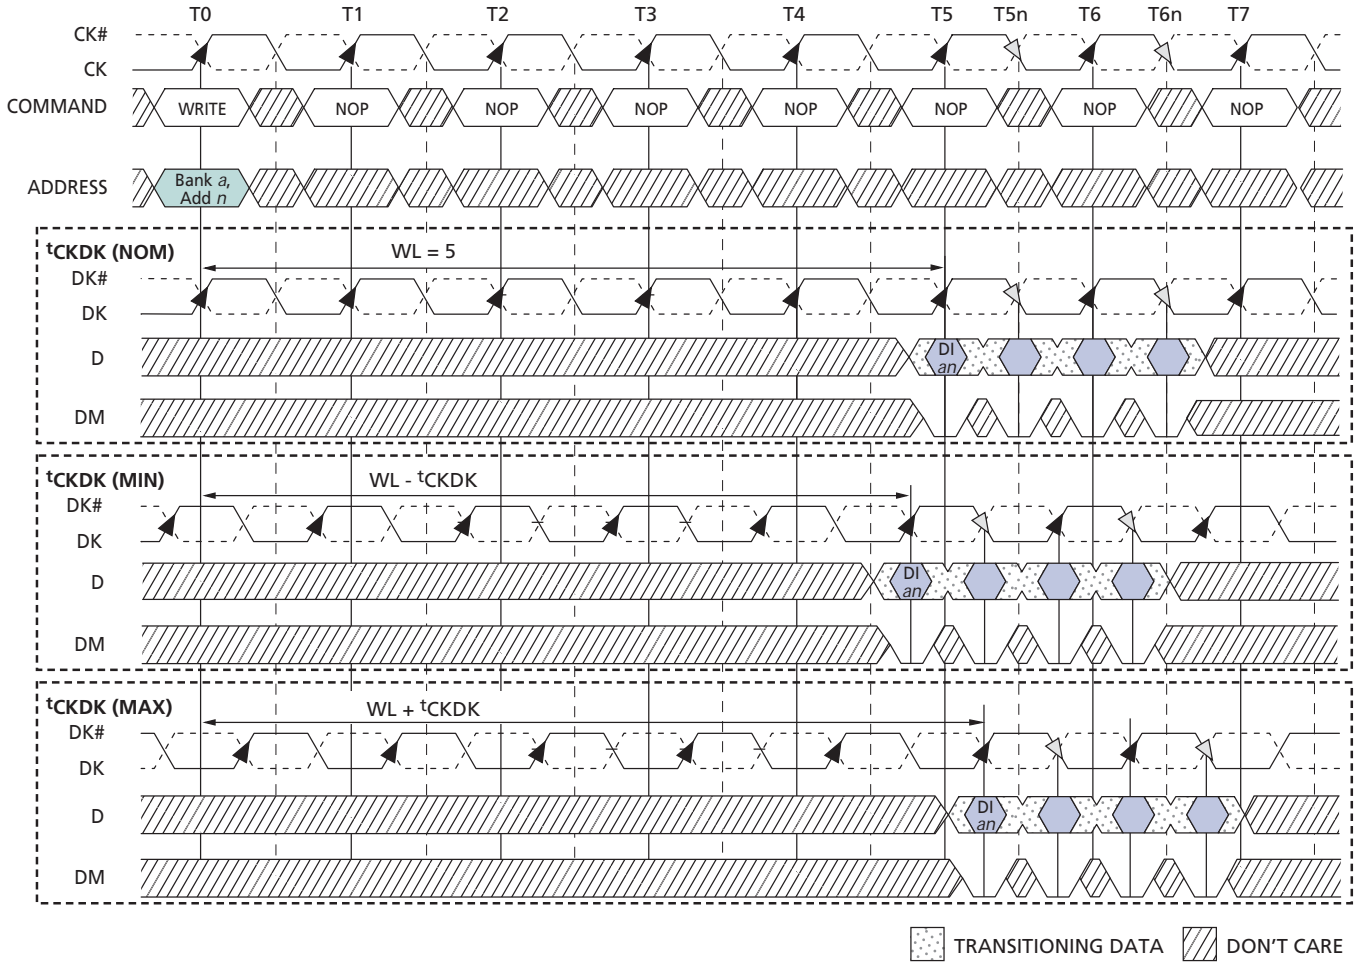 T0 T1 T2 T3 T4 T5 T5n T6 T6n T7
CK#
CK
COMMAND WRITE NOP NOP NOP NOP NOP NOP NOP
ADDRESS Bank a,
Add n
tCKDK (NOM) WL = 5
DK#
DK
D DI
an
DM
tCKDK (MIN) WL - tCKDK
DK#
DK
D DI
an
DM
tCKDK (MAX) WL + tCKDK
DK#
DK
D DI
an
DM
TRANSITIONING DATA DON'T CARE